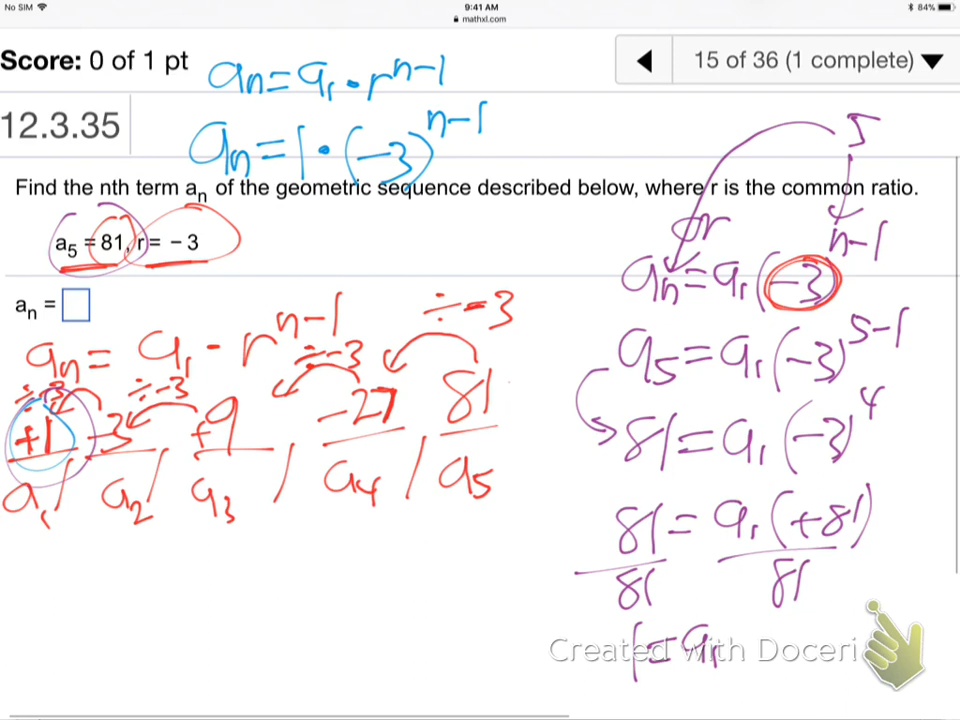 No SIM 9:41 AM 84%
mathxl.com
Score: 0 of 1 pt
15 of 36 (1 complete)
aₙ = a₁ · rⁿ⁻¹
12.3.35
aₙ = 1 · (−3)ⁿ⁻¹
Find the nth term aₙ of the geometric sequence described below, where r is the common ratio.
a₅ = 81, r = − 3
aₙ =
aₙ = a₁ · rⁿ⁻¹
÷−3 ÷−3 ÷−3 ÷−3
+1 −3 +9 −27 81
a₁ / a₂ / a₃ / a₄ / a₅
5
or
n−1
aₙ = a₁ (−3)
a₅ = a₁ (−3)⁵⁻¹
81 = a₁ (−3)⁴
81 = a₁ (+81)
81 81
1 = a₁
Created with Doceri